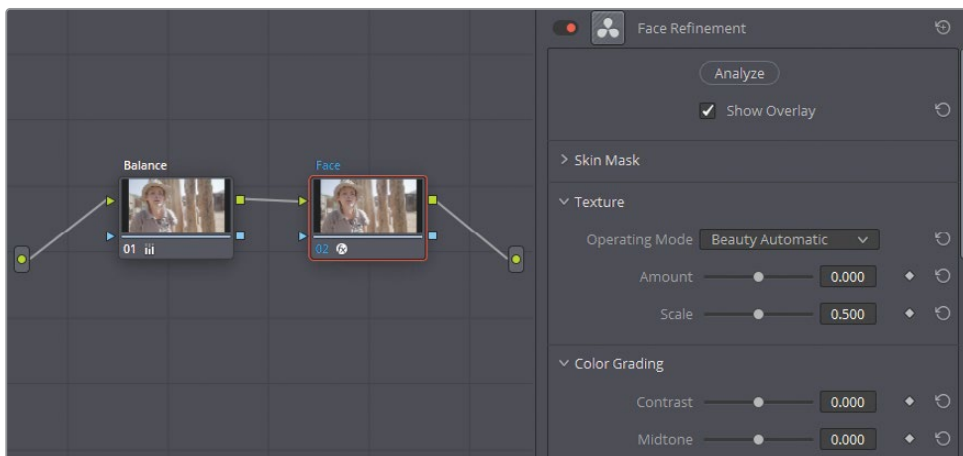 Balance
01
Face
02 fx
Face Refinement
Analyze
Show Overlay
Skin Mask
Texture
Operating Mode Beauty Automatic
Amount 0.000
Scale 0.500
Color Grading
Contrast 0.000
Midtone 0.000